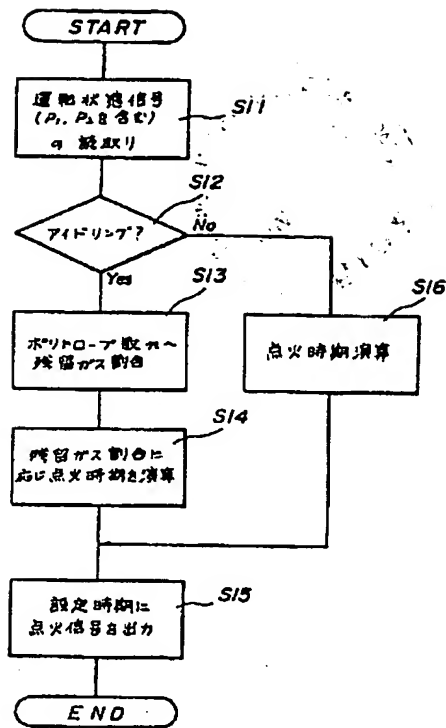 START
運転状態信号
(P₁, P₂を含む)
の読取り
S11
アイドリング?
S12
No
Yes
S13
ポリトロープ数n〜
残留ガス割合
S16
点火時期演算
S14
残留ガス割合に
応じ点火時期を演算
S15
設定時期に
点火信号を出力
END